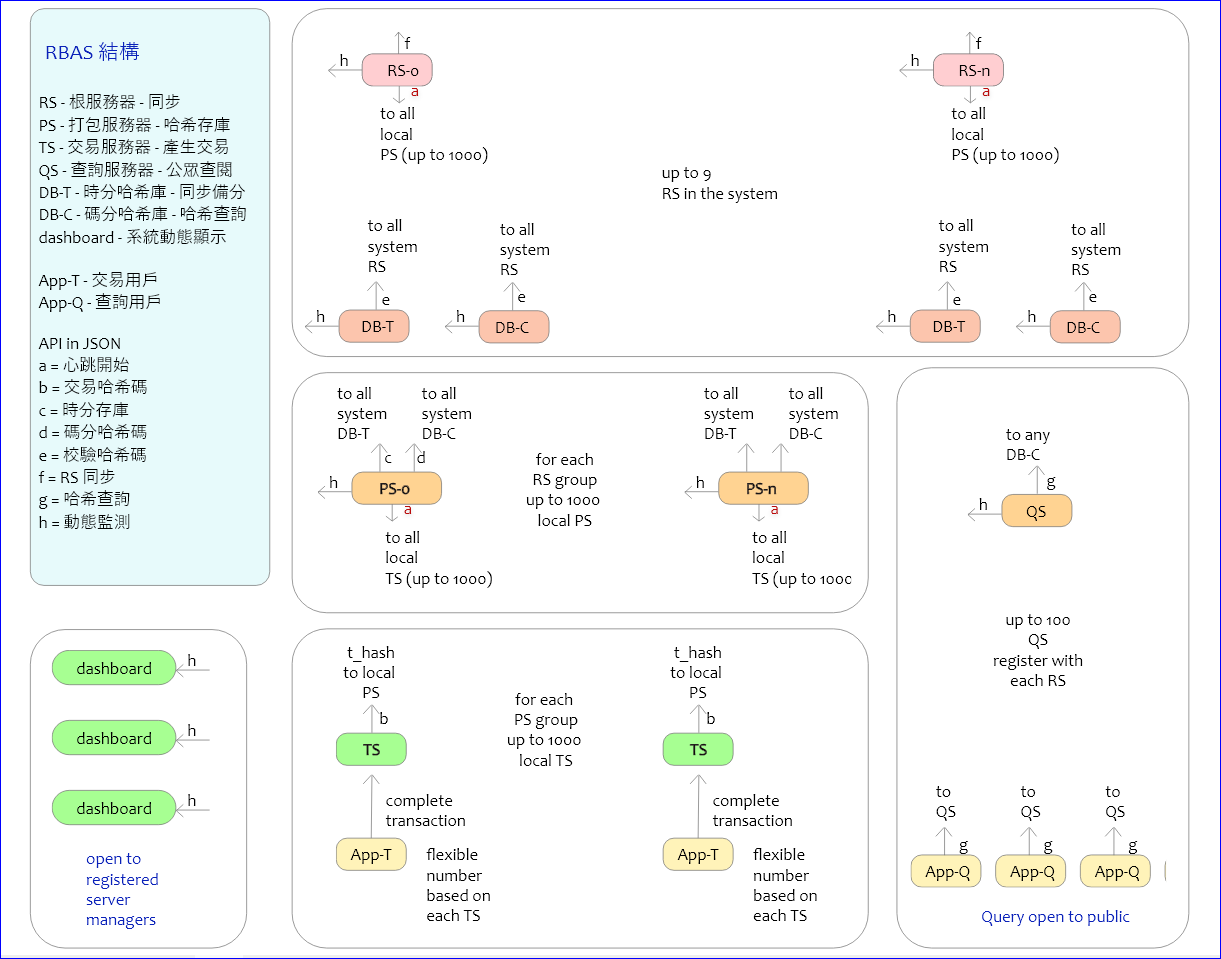 RBAS 結構
RS - 根服務器 - 同步
PS - 打包服務器 - 哈希存庫
TS - 交易服務器 - 產生交易
QS - 查詢服務器 - 公眾查閱
DB-T - 時分哈希庫 - 同步備分
DB-C - 碼分哈希庫 - 哈希查詢
dashboard - 系統動態顯示
App-T - 交易用戶
App-Q - 查詢用戶
API in JSON
a = 心跳開始
b = 交易哈希碼
c = 時分存庫
d = 碼分哈希碼
e = 校驗哈希碼
f = RS 同步
g = 哈希查詢
h = 動態監測
f
h
RS-0
a
to all
local
PS (up to 1000)
f
h
RS-n
a
to all
local
PS (up to 1000)
up to 9
RS in the system
to all
system
RS
e
h
DB-T
to all
system
RS
e
h
DB-C
to all
system
RS
e
h
DB-T
to all
system
RS
e
h
DB-C
to all
system
DB-T
to all
system
DB-C
c
d
h
PS-0
a
to all
local
TS (up to 1000)
for each
RS group
up to 1000
local PS
to all
system
DB-T
to all
system
DB-C
h
PS-n
a
to all
local
TS (up to 1000
to any
DB-C
g
h
QS
up to 100
QS
register with
each RS
to
QS
g
App-Q
to
QS
g
App-Q
to
QS
g
App-Q
Query open to public
dashboard
h
dashboard
h
dashboard
h
open to
registered
server
managers
t_hash
to local
PS
b
TS
complete
transaction
App-T
flexible
number
based on
each TS
for each
PS group
up to 1000
local TS
t_hash
to local
PS
b
TS
complete
transaction
App-T
flexible
number
based on
each TS